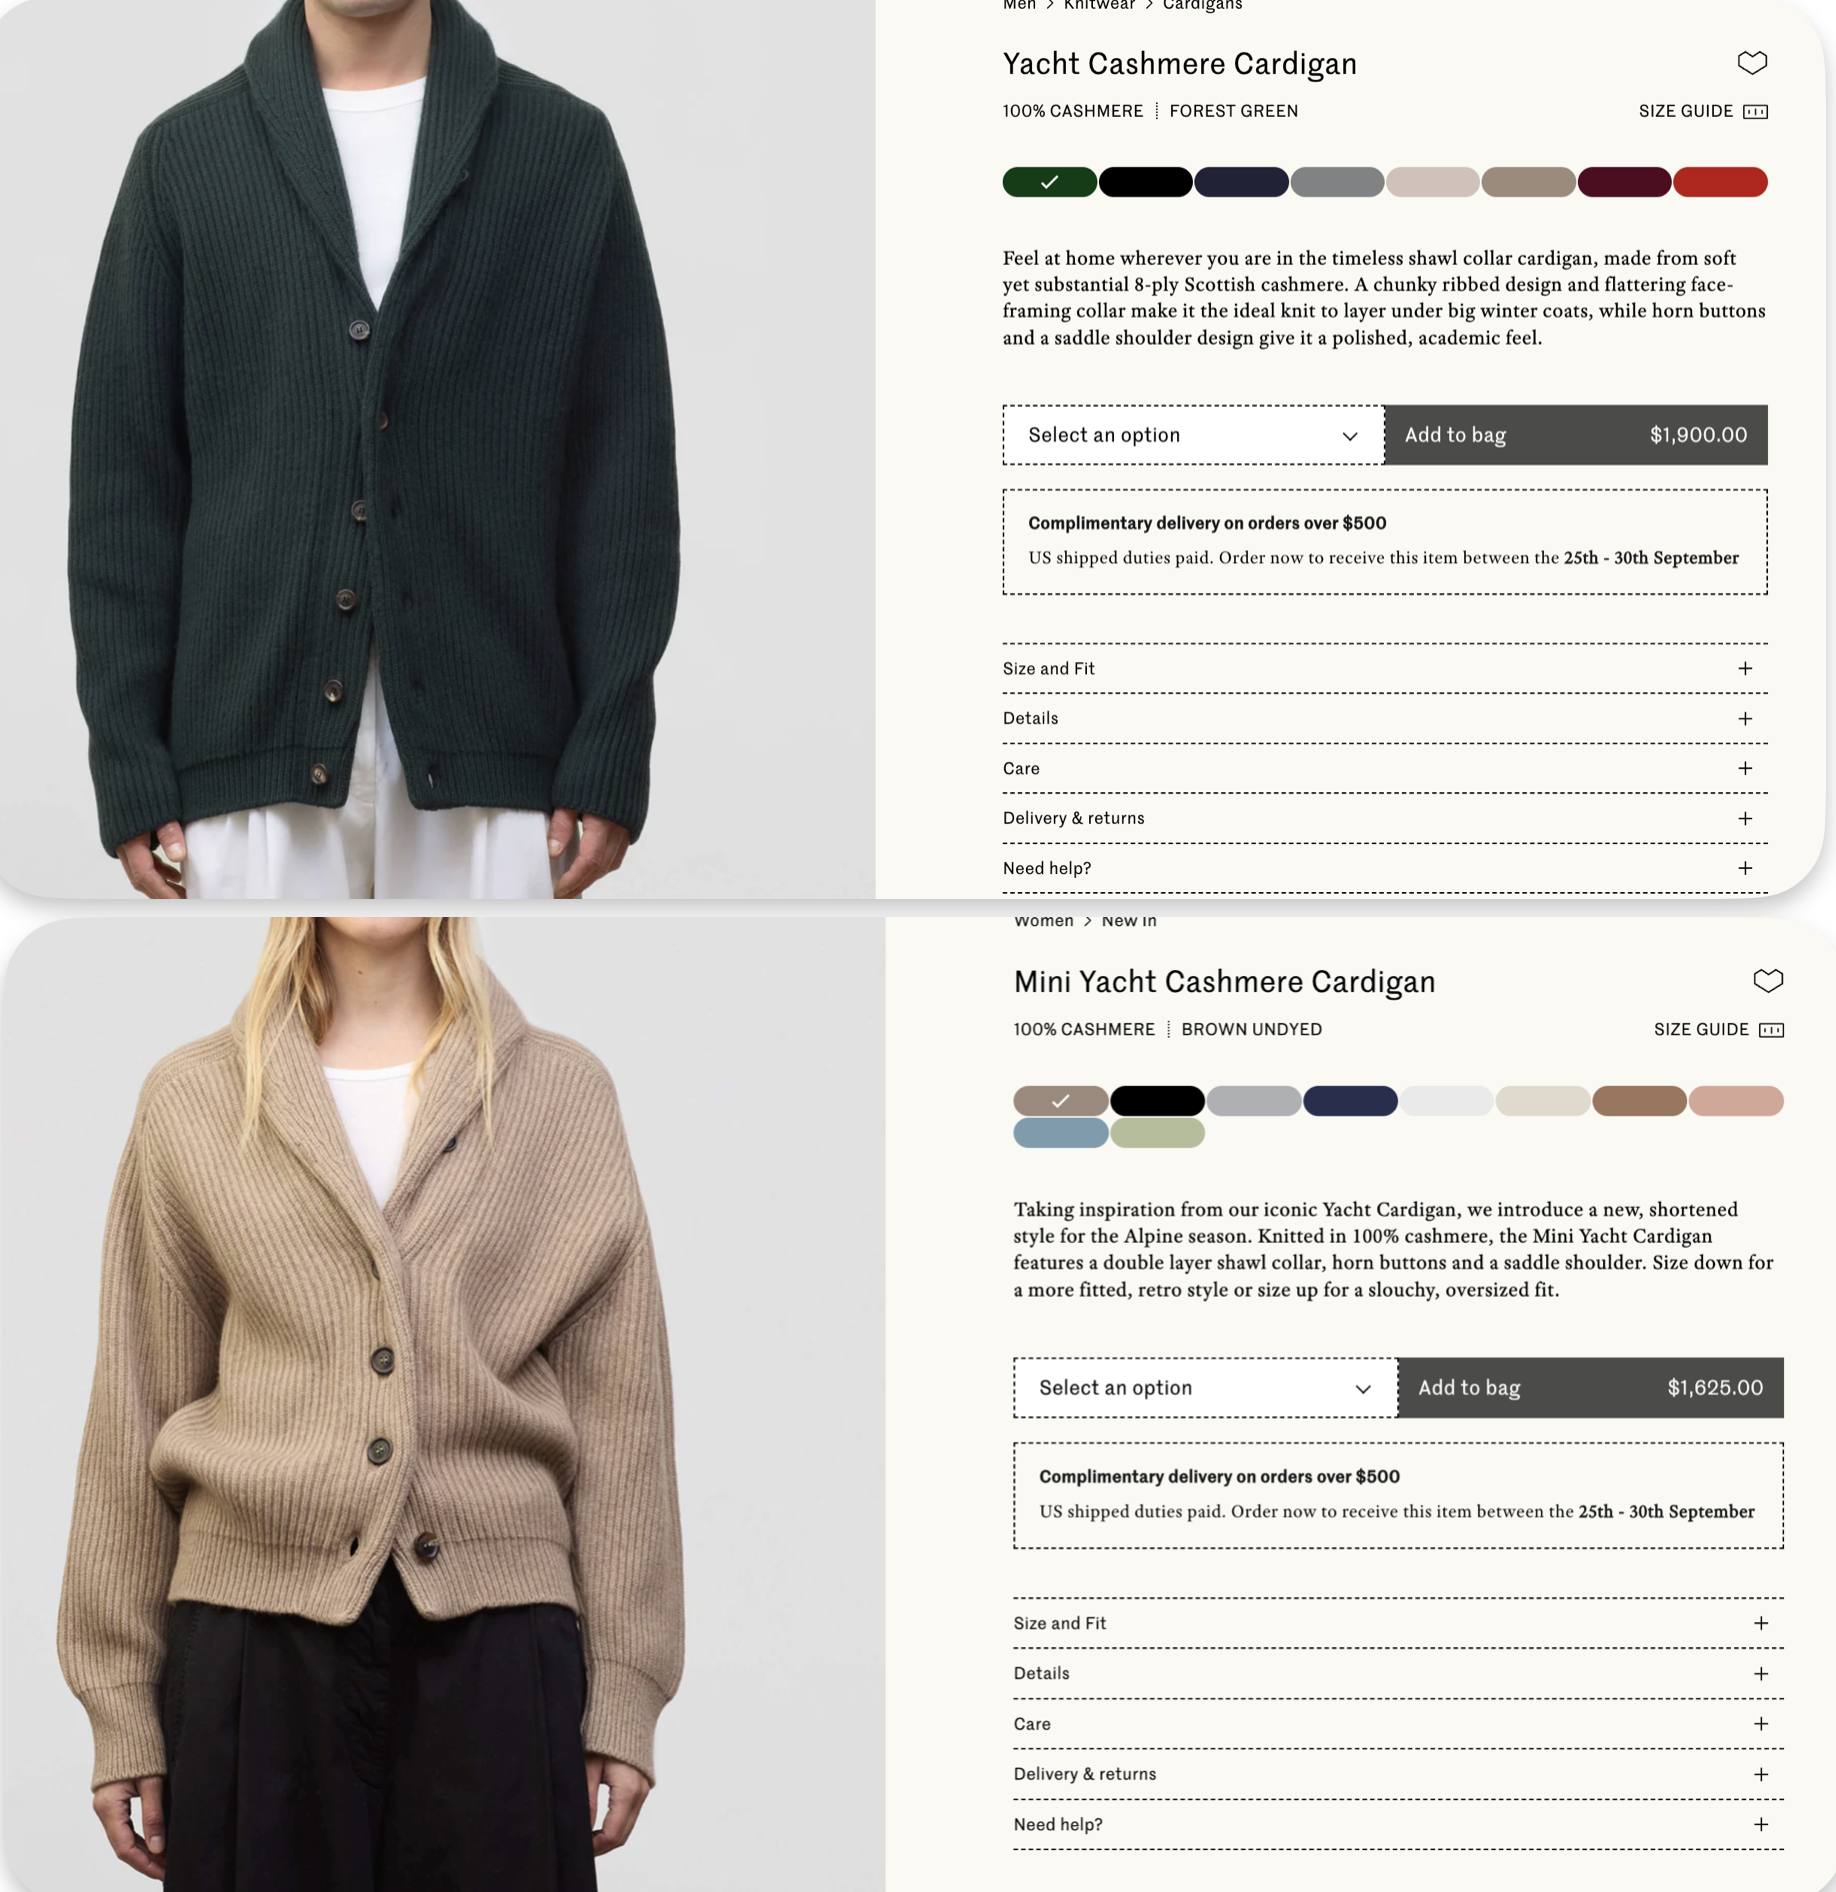 Men > Knitwear > Cardigans
Yacht Cashmere Cardigan
100% CASHMERE FOREST GREEN
SIZE GUIDE
Feel at home wherever you are in the timeless shawl collar cardigan, made from soft
yet substantial 8-ply Scottish cashmere. A chunky ribbed design and flattering face-
framing collar make it the ideal knit to layer under big winter coats, while horn buttons
and a saddle shoulder design give it a polished, academic feel.
Select an option
Add to bag $1,900.00
Complimentary delivery on orders over $500
US shipped duties paid. Order now to receive this item between the 25th - 30th September
Size and Fit
Details
Care
Delivery & returns
Need help?
Women > New In
Mini Yacht Cashmere Cardigan
100% CASHMERE BROWN UNDYED
SIZE GUIDE
Taking inspiration from our iconic Yacht Cardigan, we introduce a new, shortened
style for the Alpine season. Knitted in 100% cashmere, the Mini Yacht Cardigan
features a double layer shawl collar, horn buttons and a saddle shoulder. Size down for
a more fitted, retro style or size up for a slouchy, oversized fit.
Select an option
Add to bag $1,625.00
Complimentary delivery on orders over $500
US shipped duties paid. Order now to receive this item between the 25th - 30th September
Size and Fit
Details
Care
Delivery & returns
Need help?